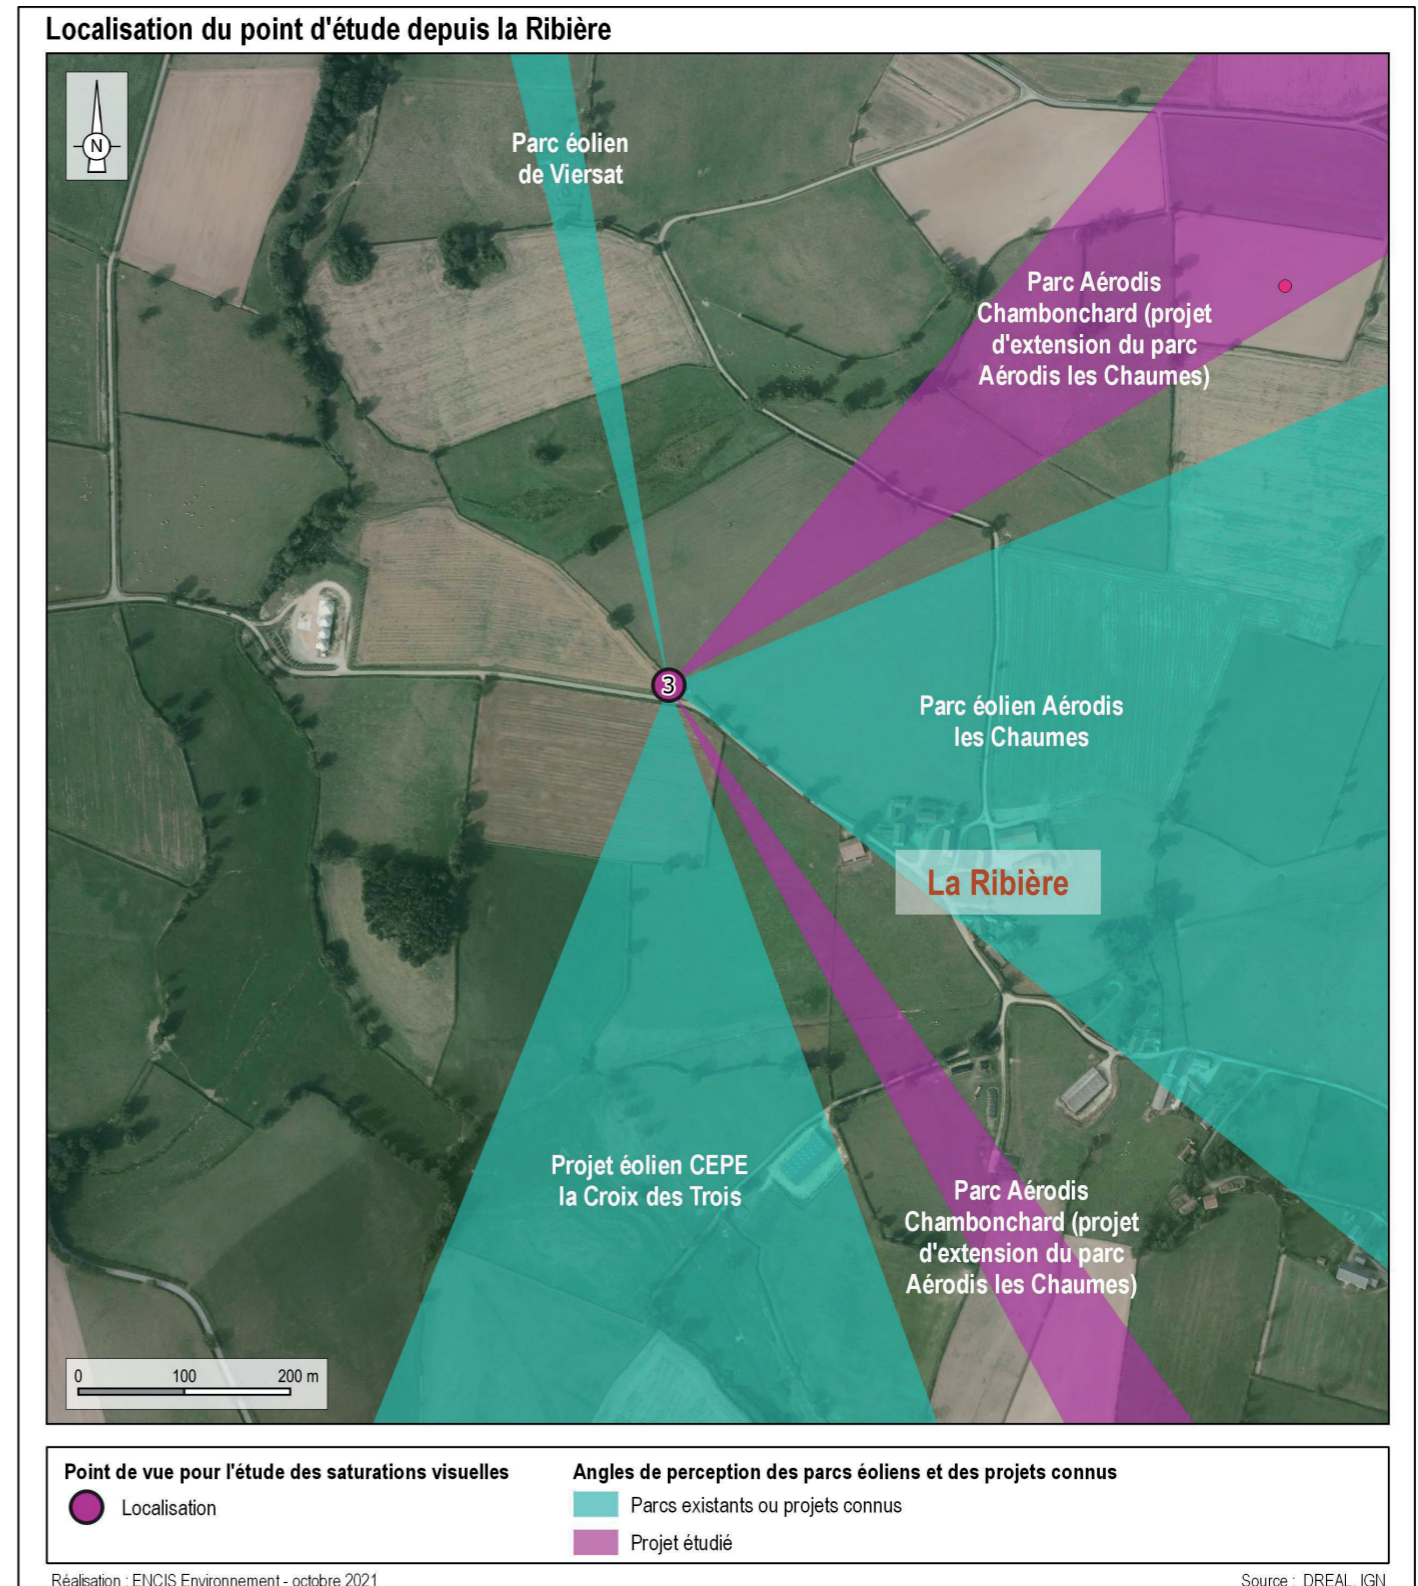 Localisation du point d'étude depuis la Ribière
N
Parc éolien
de Viersat
Parc Aérodis
Chambonchard (projet
d'extension du parc
Aérodis les Chaumes)
3
Parc éolien Aérodis
les Chaumes
La Ribière
Projet éolien CEPE
la Croix des Trois
Parc Aérodis
Chambonchard (projet
d'extension du parc
Aérodis les Chaumes)
0 100 200 m
Point de vue pour l'étude des saturations visuelles
Localisation
Angles de perception des parcs éoliens et des projets connus
Parcs existants ou projets connus
Projet étudié
Réalisation : ENCIS Environnement - octobre 2021
Source : DREAL, IGN